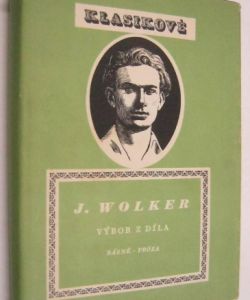 KLASIKOVÉ
J. WOLKER
VÝBOR Z DÍLA
BÁSNĚ - PRÓZA